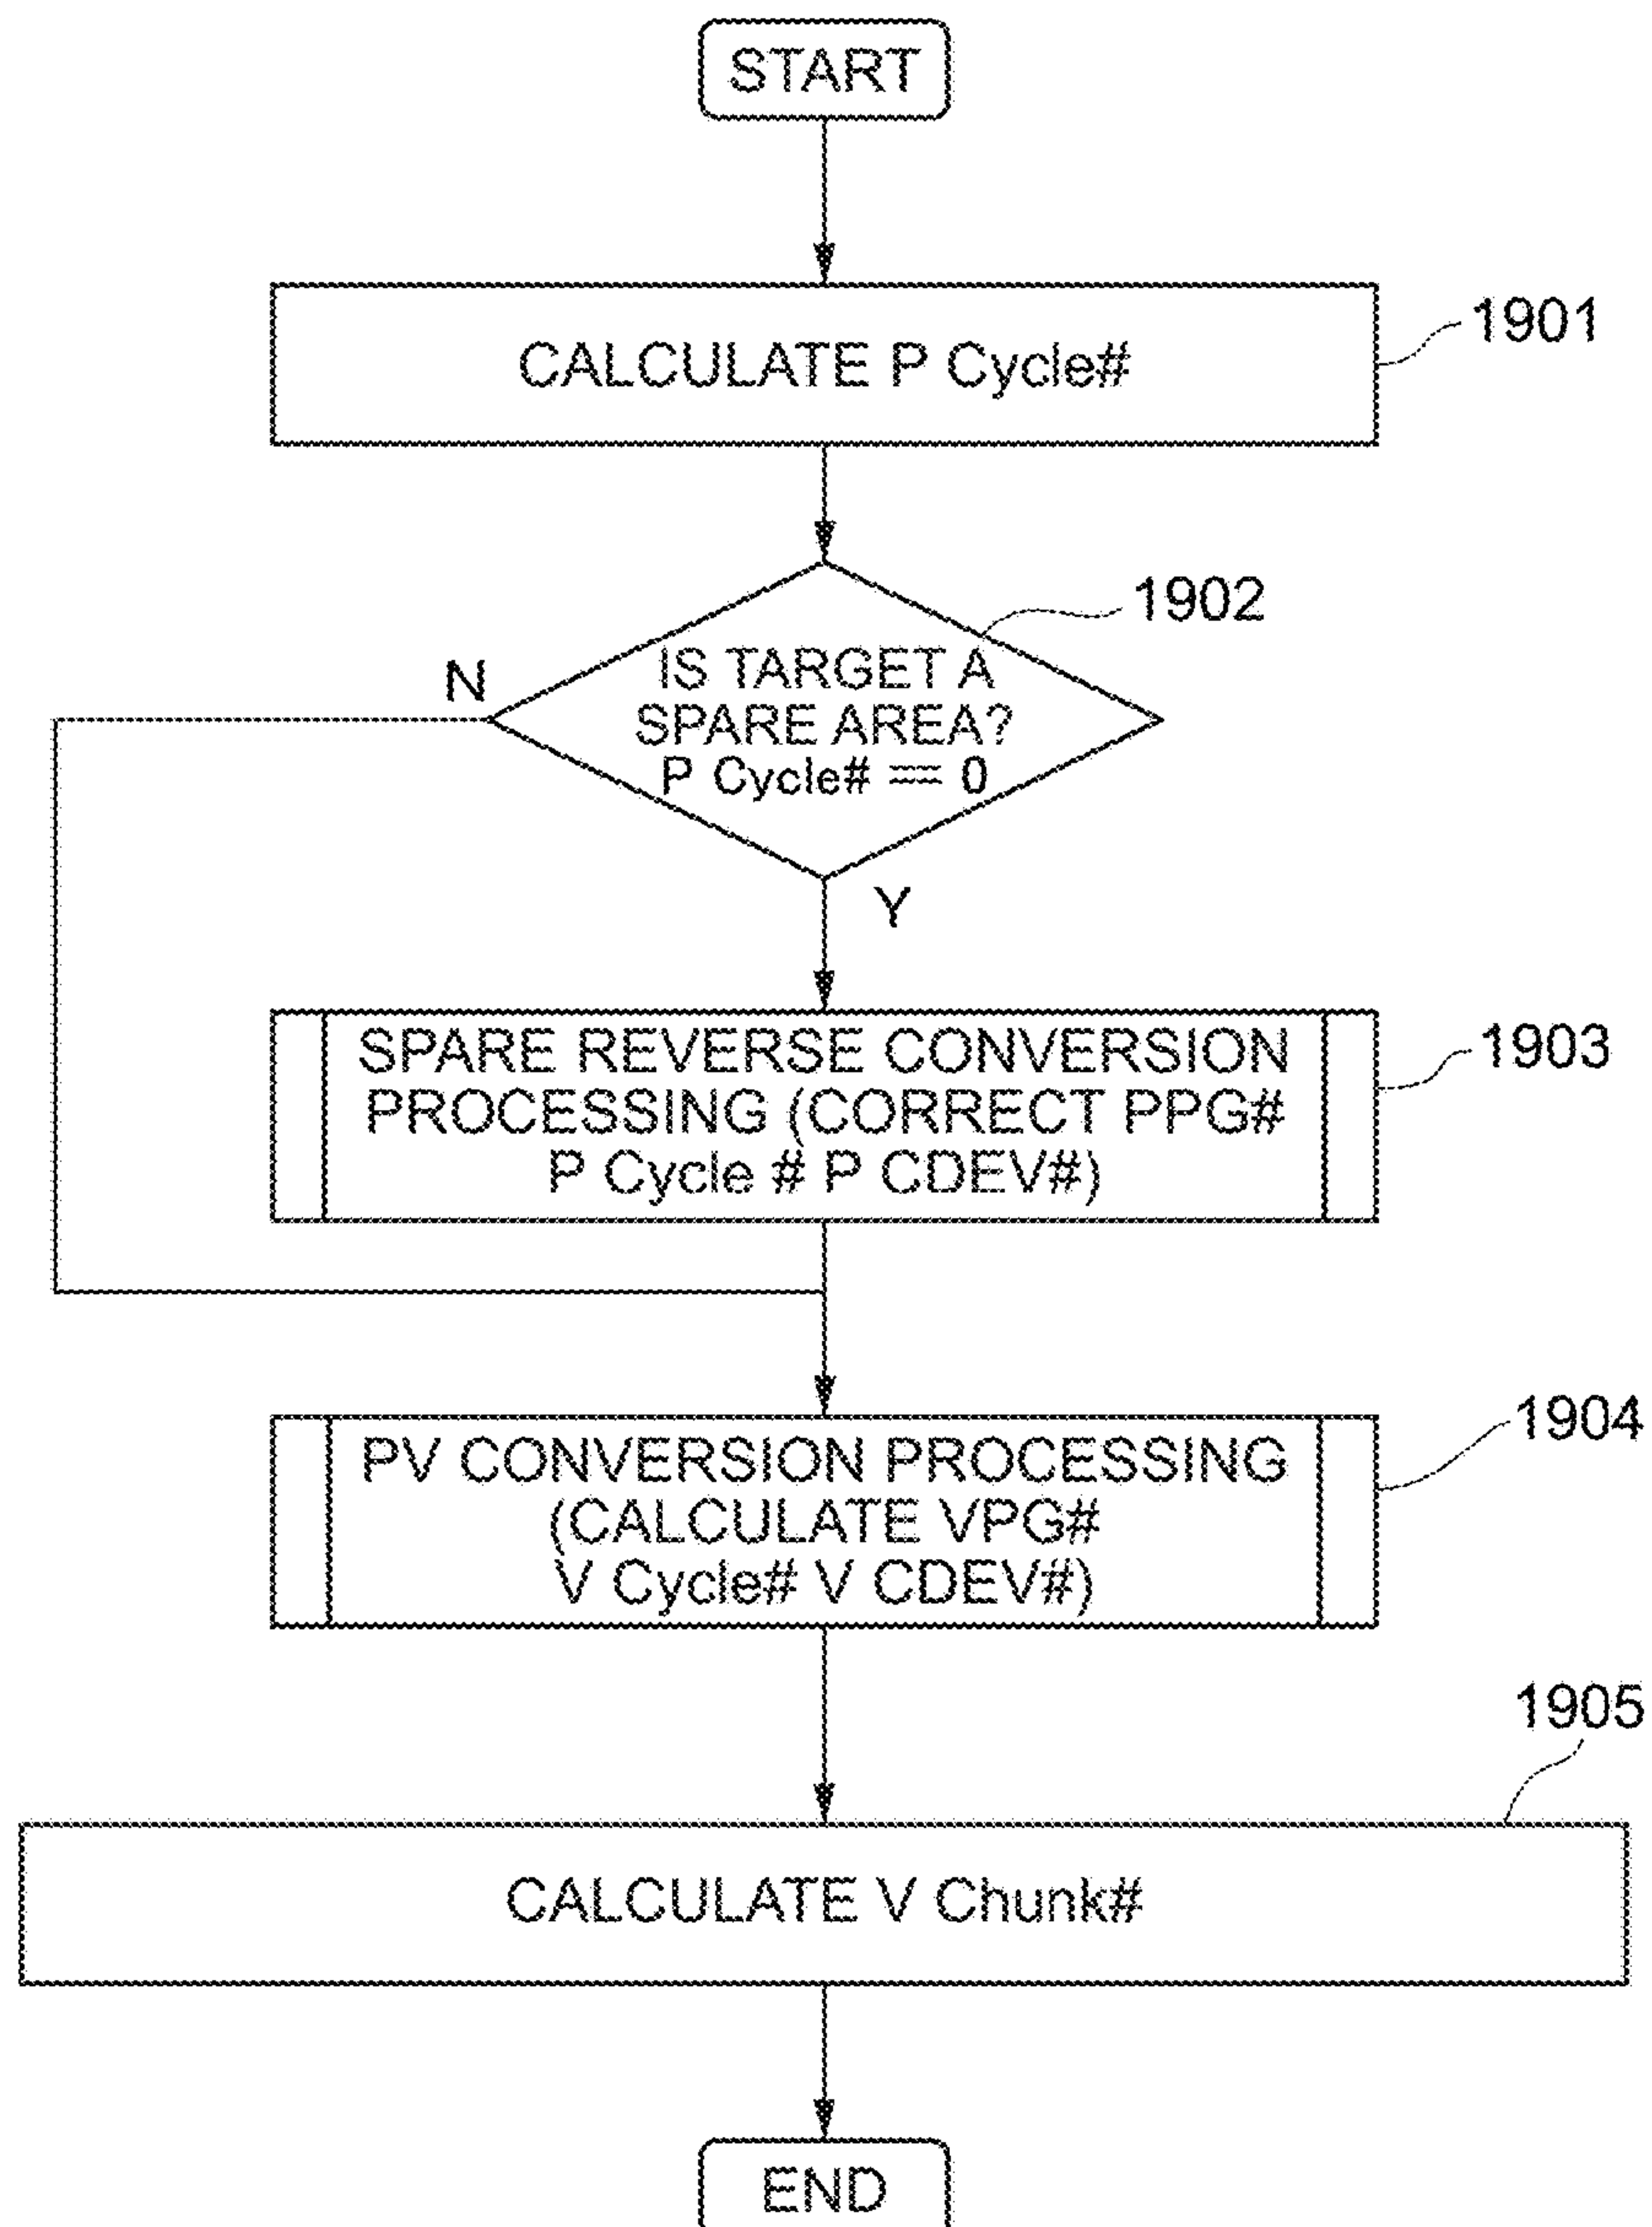 START
CALCULATE P Cycle#
1901
1902
N
IS TARGET A
SPARE AREA?
P Cycle# == 0
Y
SPARE REVERSE CONVERSION
PROCESSING (CORRECT PPG#
P Cycle # P CDEV#)
1903
PV CONVERSION PROCESSING
(CALCULATE VPG#
V Cycle# V CDEV#)
1904
1905
CALCULATE V Chunk#
END